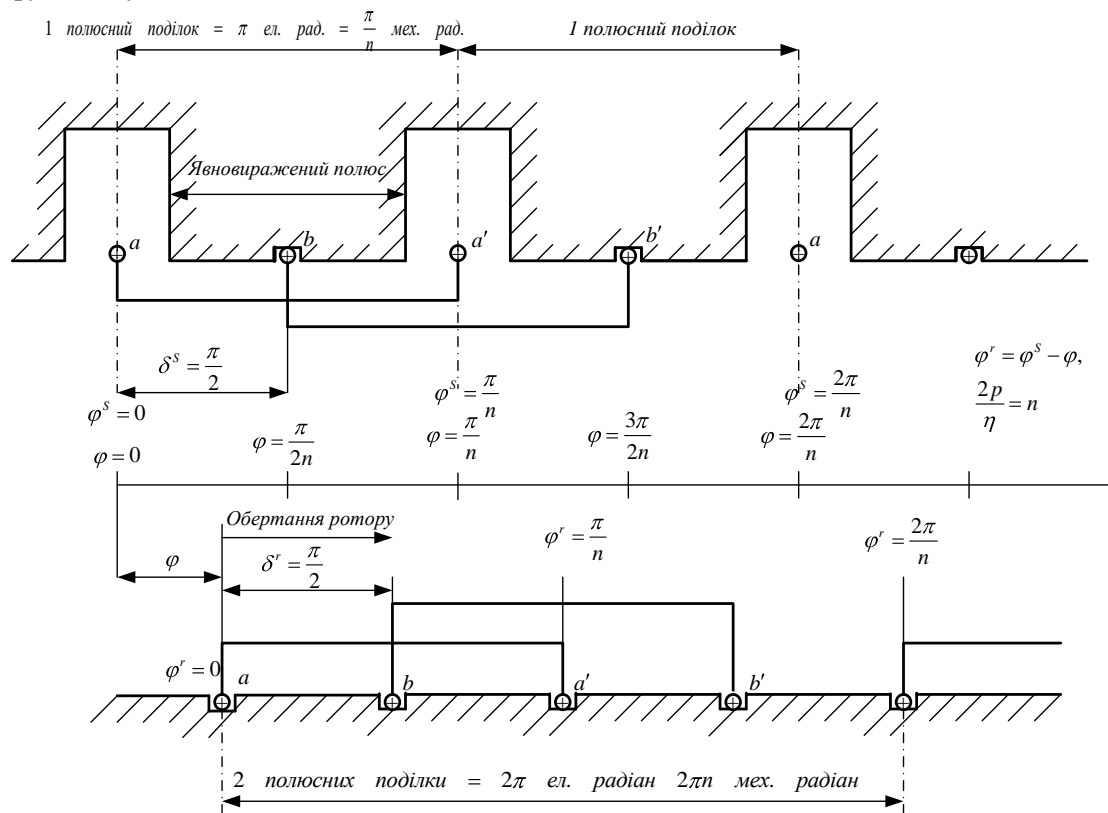 1 полюсний поділок = π ел. рад. = π/n мех. рад.
1 полюсний поділок
Явновиражений полюс
a
b
a′
b′
a
δ^S = π/2
φ^r = φ^S − φ,
φ^S = 0
φ^S = π/n
φ^S = 2π/n
2p/η = n
φ = 0
φ = π/2n
φ = π/n
φ = 3π/2n
φ = 2π/n
Обертання ротору
φ
δ^r = π/2
φ^r = π/n
φ^r = 2π/n
φ^r = 0
a
b
a′
b′
2 полюсних поділки = 2π ел. радіан 2πn мех. радіан